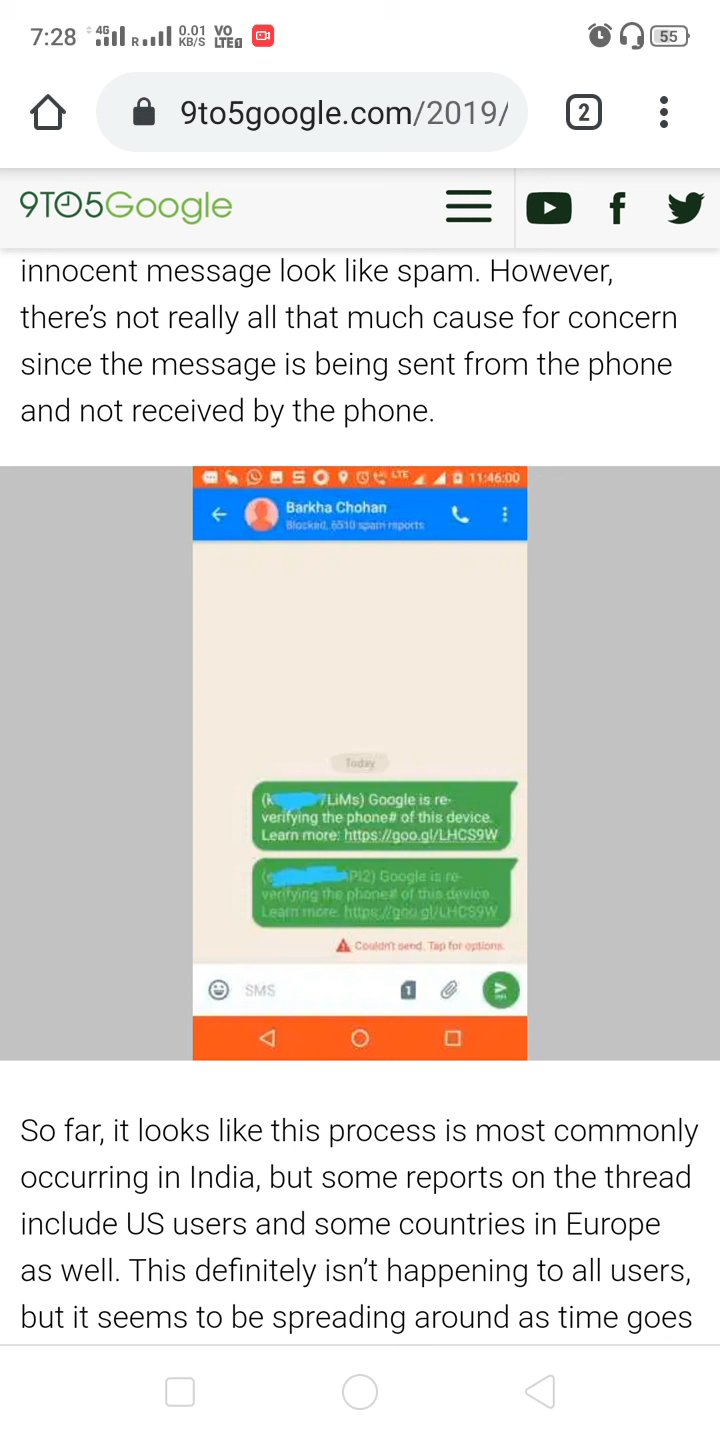 7:28 4G R 0.01 KB/S VO LTE 55
9to5google.com/2019/ 2
9TO5Google
innocent message look like spam. However,
there's not really all that much cause for concern
since the message is being sent from the phone
and not received by the phone.
LTE 11:46:00
Barkha Chohan
Blocked, 6510 spam reports
Today
(k 7LiMs) Google is re-
verifying the phone# of this device.
Learn more: https://goo.gl/LHCS9W
Google is re-
verifying the phone# of this device.
Learn more: https://goo.gl/LHCS9W
Couldn't send. Tap for options.
SMS 1
So far, it looks like this process is most commonly
occurring in India, but some reports on the thread
include US users and some countries in Europe
as well. This definitely isn't happening to all users,
but it seems to be spreading around as time goes